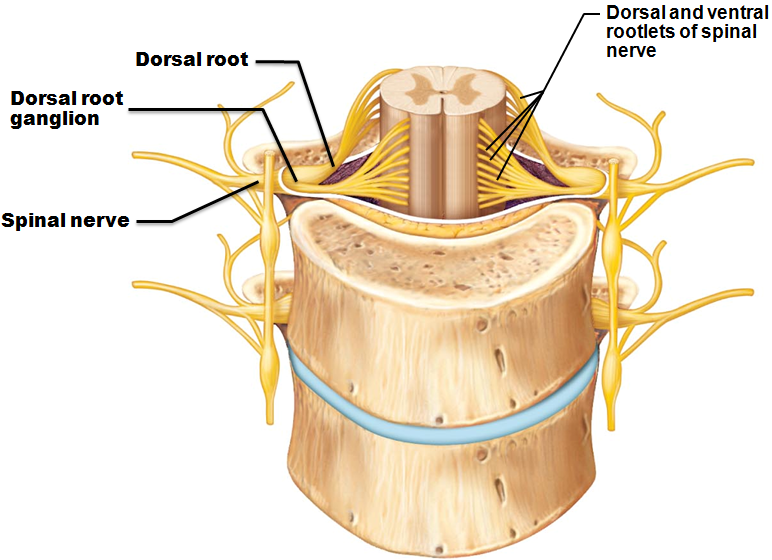 Dorsal and ventral
rootlets of spinal
nerve
Dorsal root
Dorsal root
ganglion
Spinal nerve